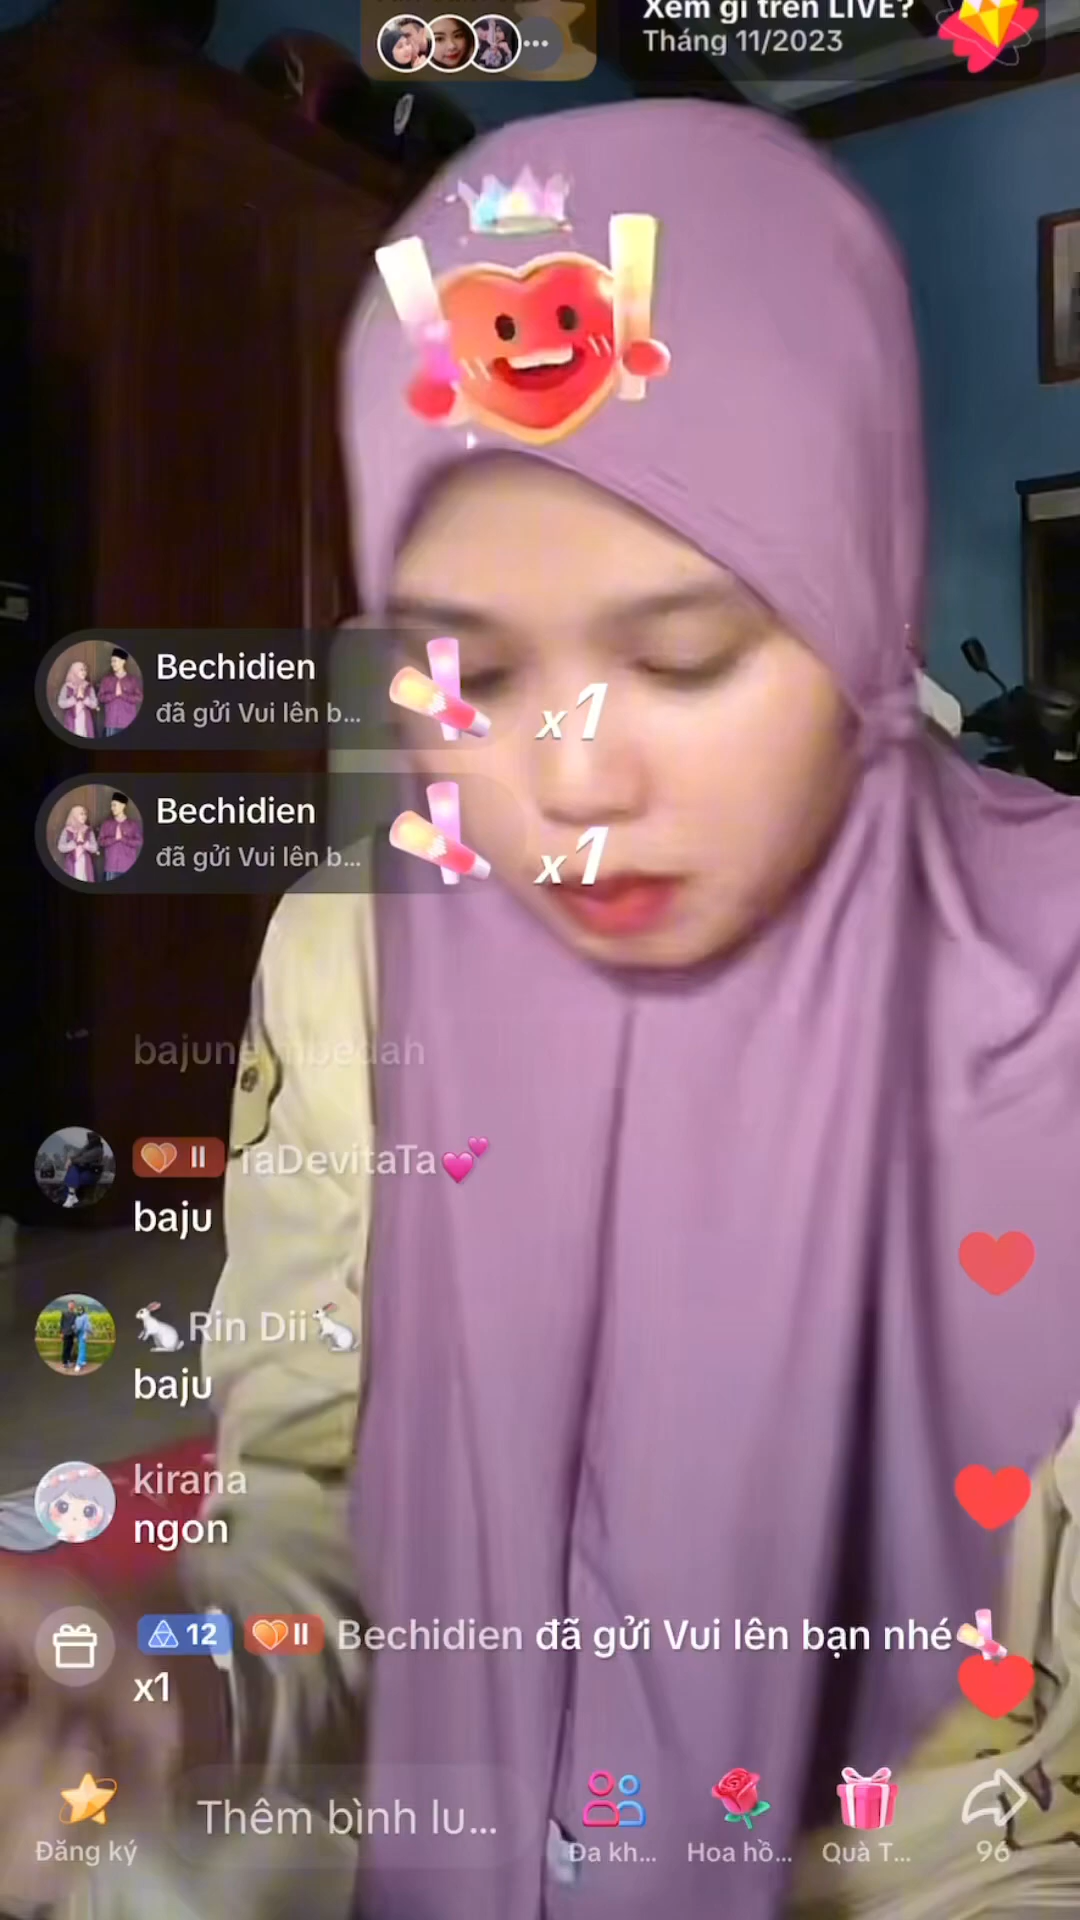 Xem gì trên LIVE?
Tháng 11/2023
Bechidien
đã gửi Vui lên b...
x1
Bechidien
đã gửi Vui lên b...
x1
II TaDevitaTa💕
baju
🐇Rin Dii🐇
baju
kirana
ngon
12 II Bechidien đã gửi Vui lên bạn nhé
x1
Thêm bình lu...
Đăng ký
Đa kh...
Hoa hồ...
Quà T...
96